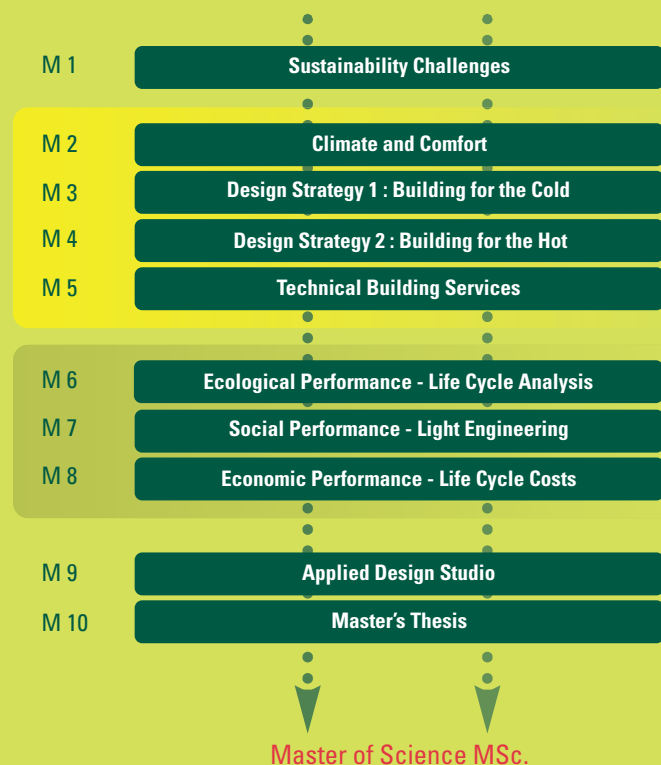 M 1 Sustainability Challenges
M 2 Climate and Comfort
M 3 Design Strategy 1 : Building for the Cold
M 4 Design Strategy 2 : Building for the Hot
M 5 Technical Building Services
M 6 Ecological Performance - Life Cycle Analysis
M 7 Social Performance - Light Engineering
M 8 Economic Performance - Life Cycle Costs
M 9 Applied Design Studio
M 10 Master's Thesis
Master of Science MSc.